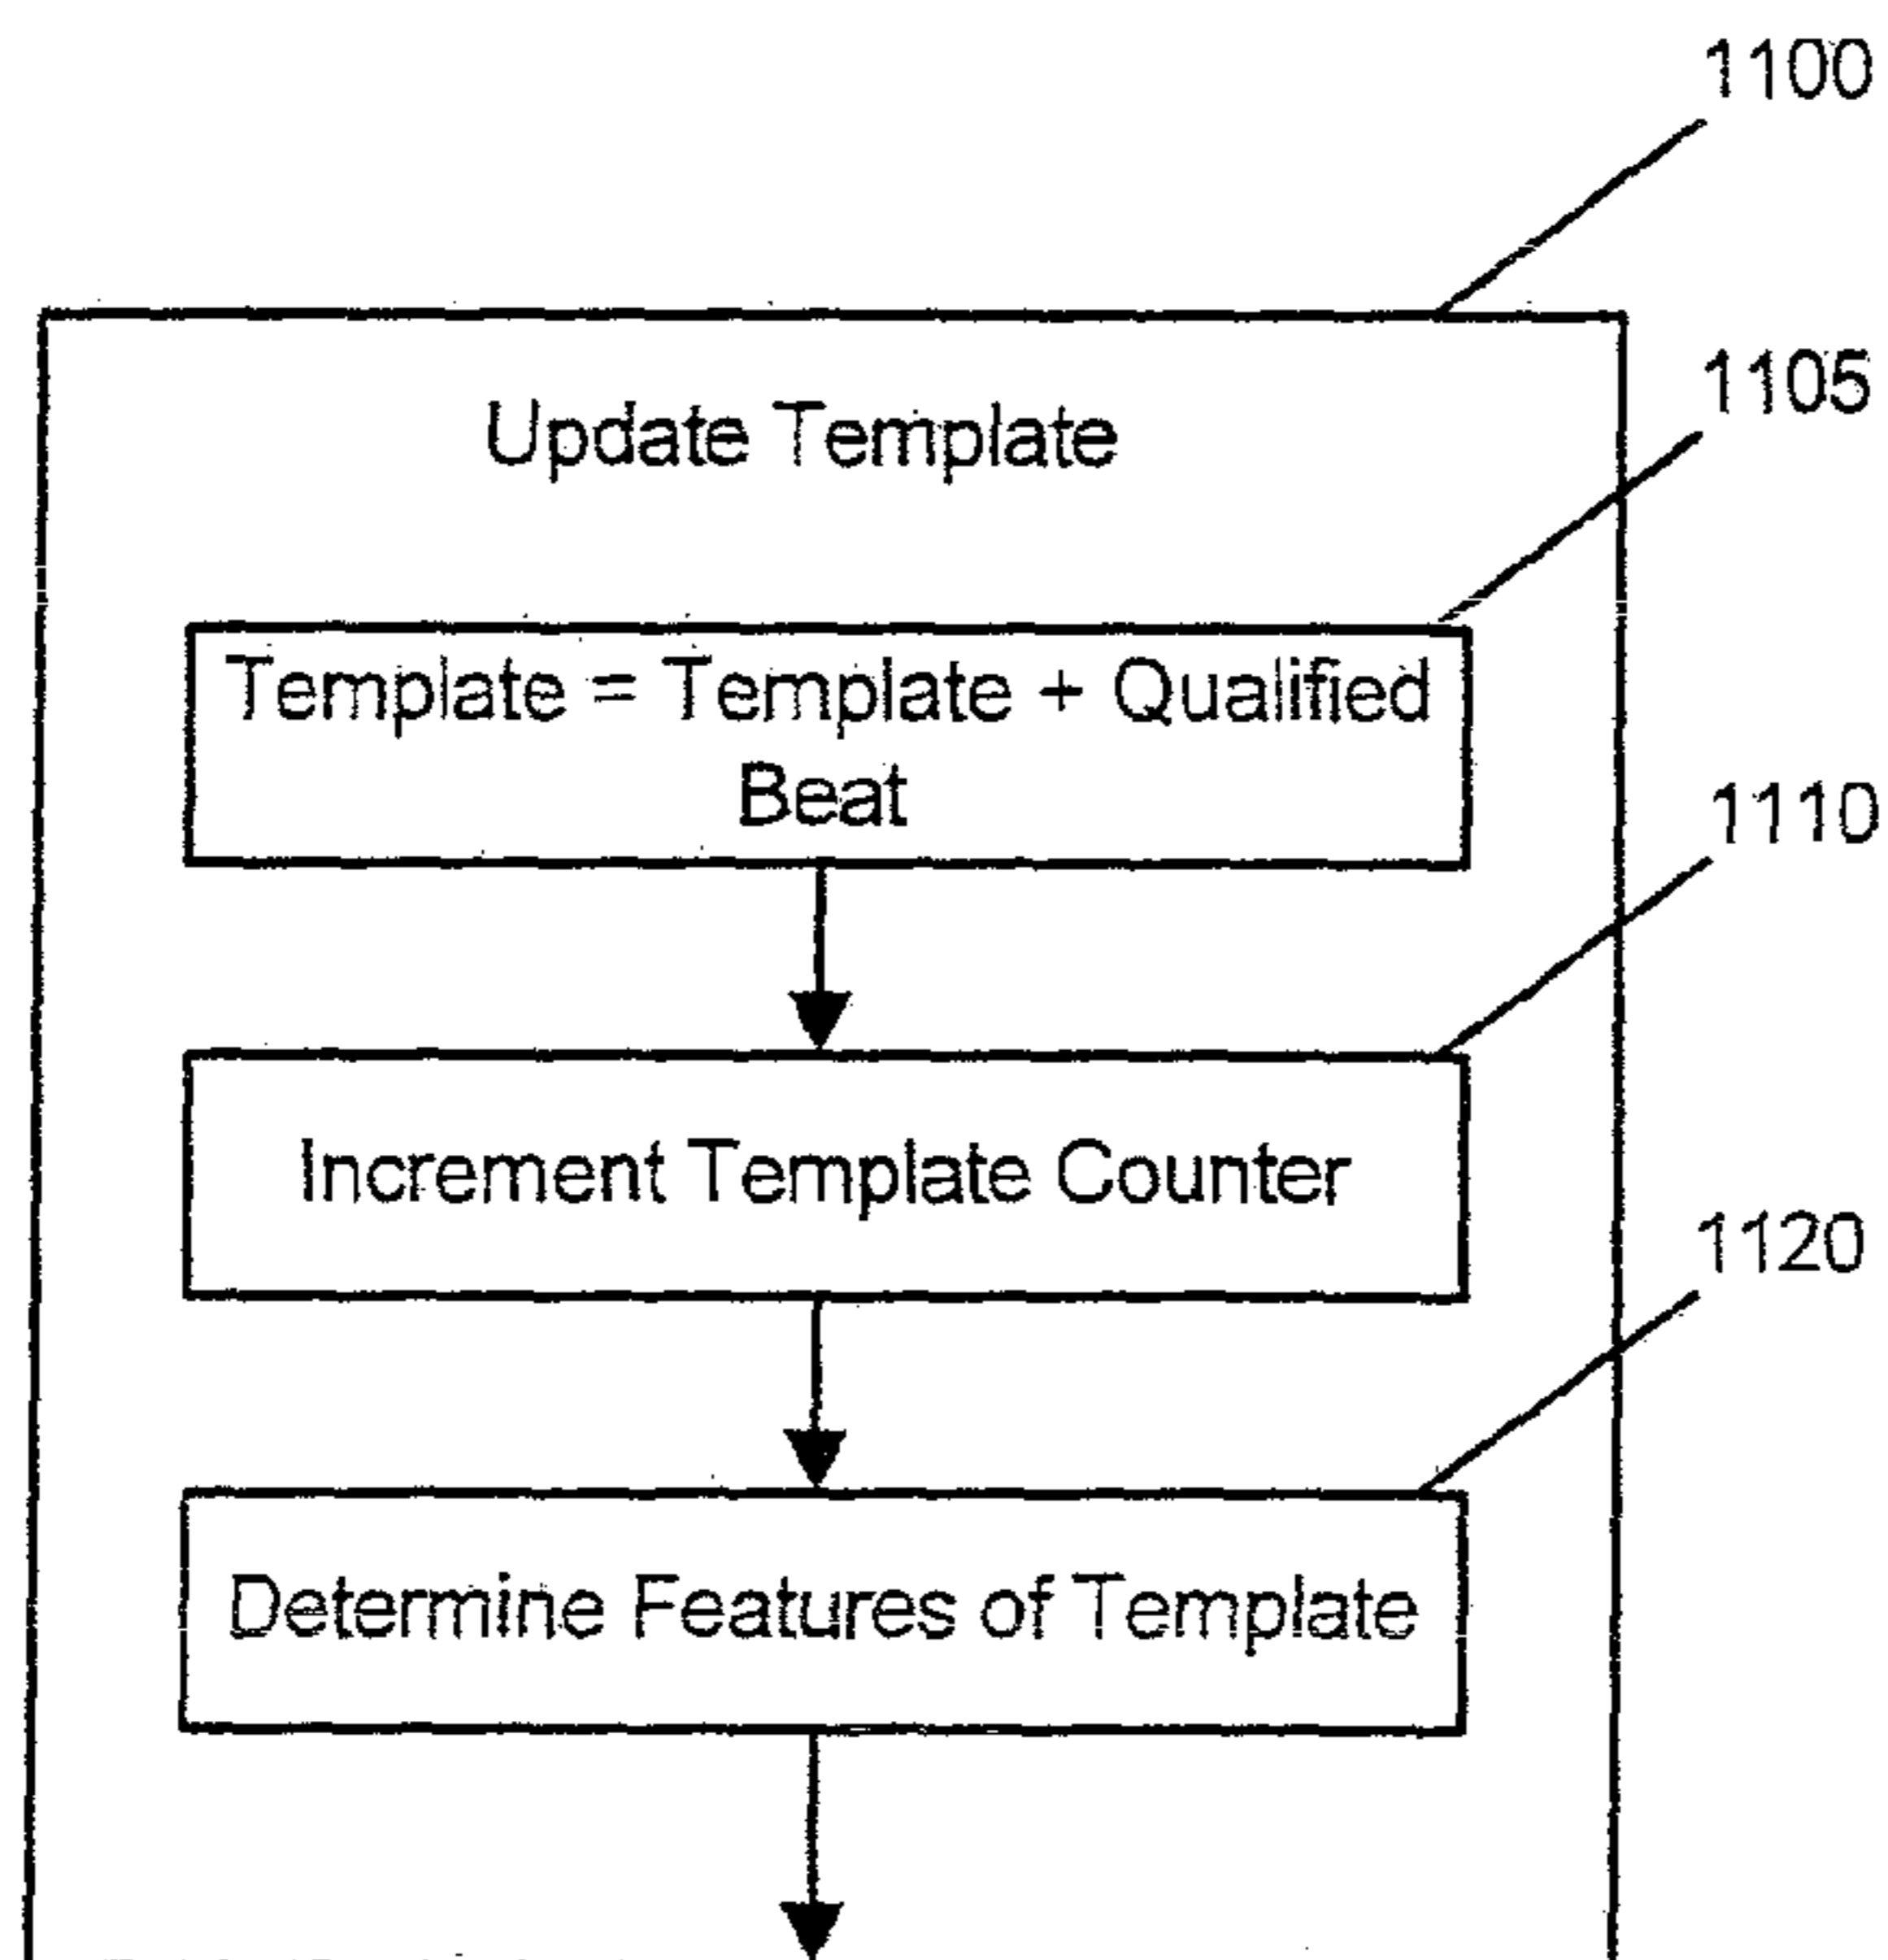 1100
Update Template
1105
Template = Template + Qualified
Beat
1110
Increment Template Counter
1120
Determine Features of Template